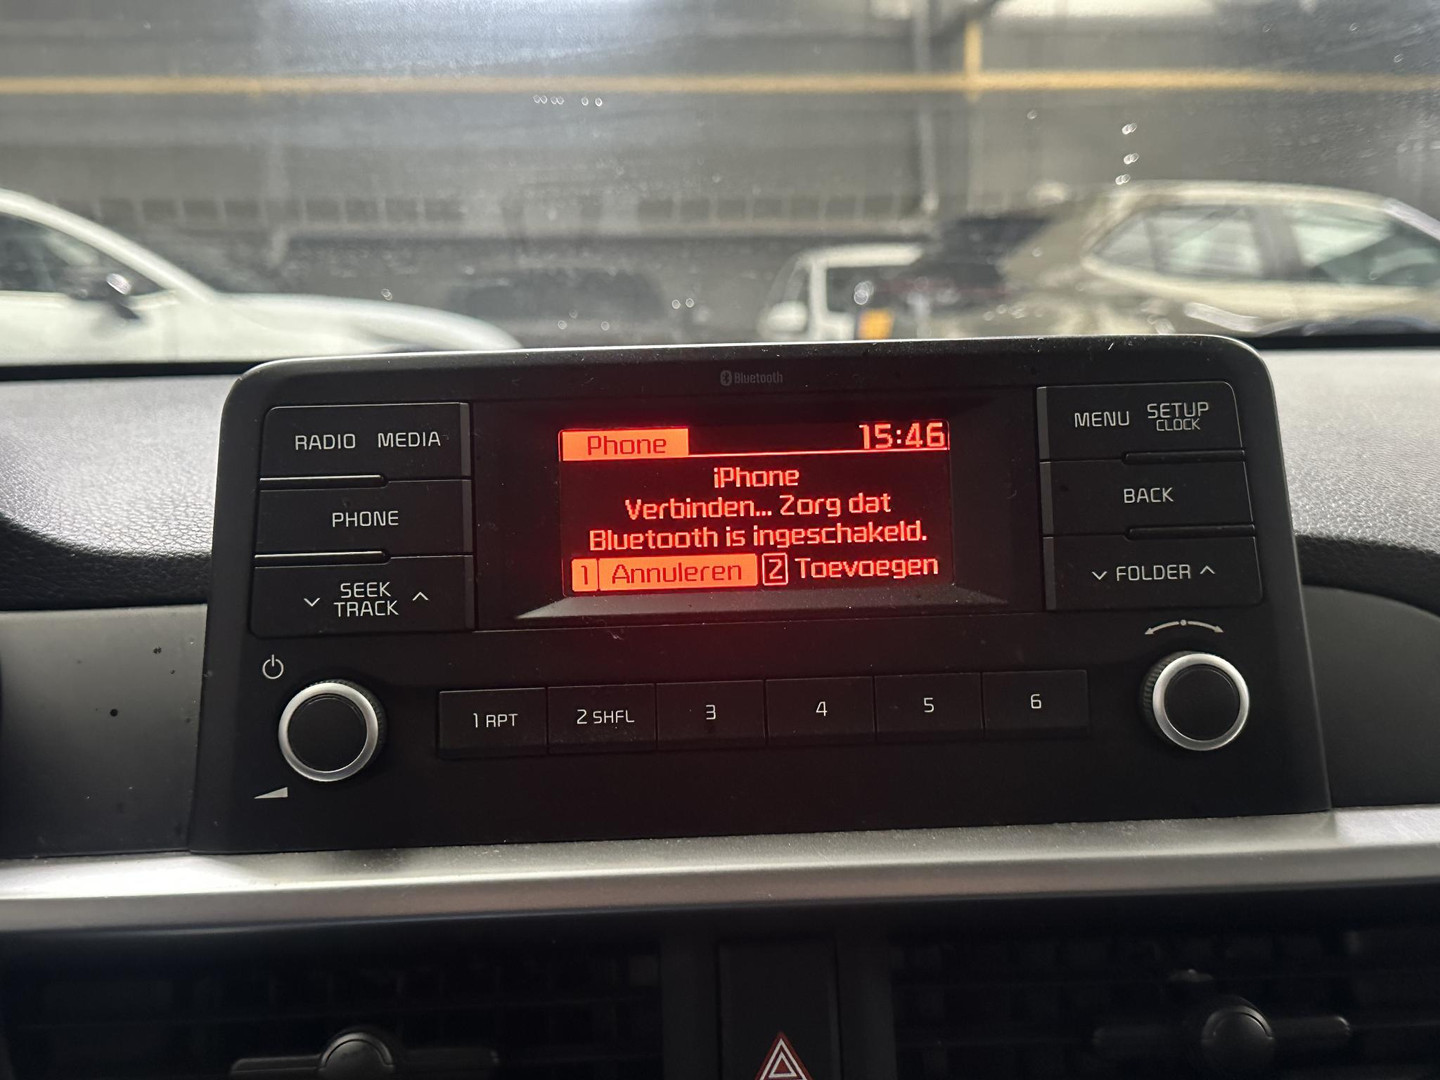 Bluetooth
RADIO MEDIA
PHONE
SEEK
TRACK
Phone 15:46
iPhone
Verbinden... Zorg dat
Bluetooth is ingeschakeld.
1 Annuleren 2 Toevoegen
MENU SETUP
CLOCK
BACK
FOLDER
1 RPT 2 SHFL 3 4 5 6